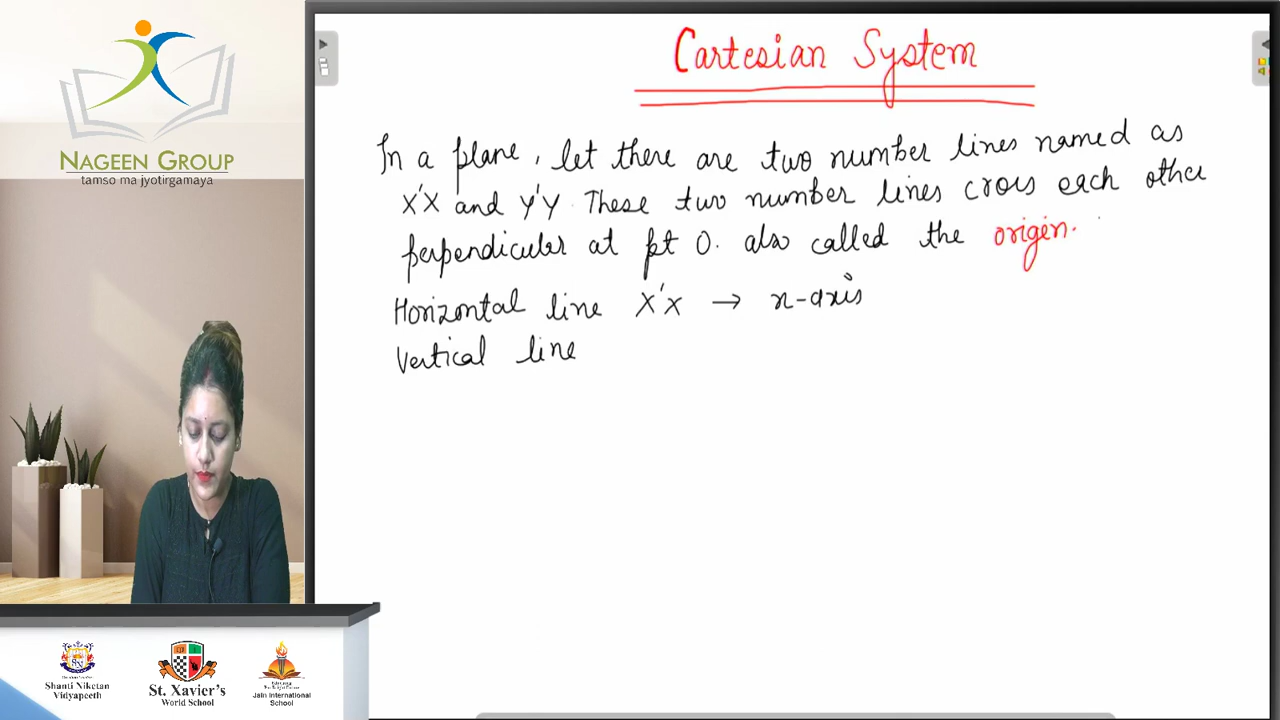 NAGEEN GROUP
tamso ma jyotirgamaya
Cartesian System
In a plane, let there are two number lines named as
X'X and Y'Y. These two number lines cross each other
perpendicular at pt O. also called the origin.
Horizontal line X'X → x-axis
Vertical line
Shanti Niketan
Vidyapeeth
St. Xavier's
World School
Jain International
School